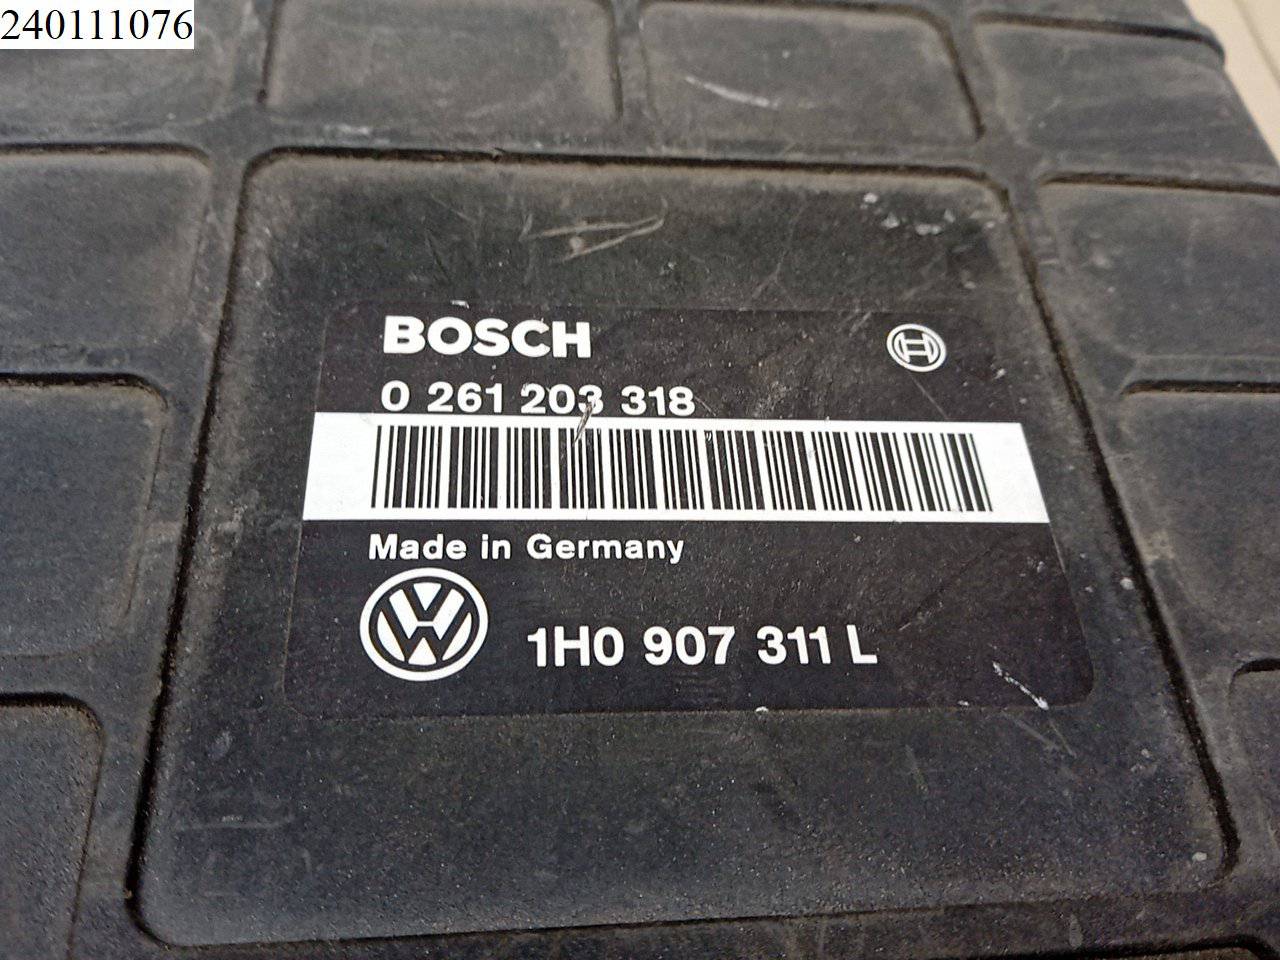 240111076
BOSCH
0 261 203 318
Made in Germany
1H0 907 311 L